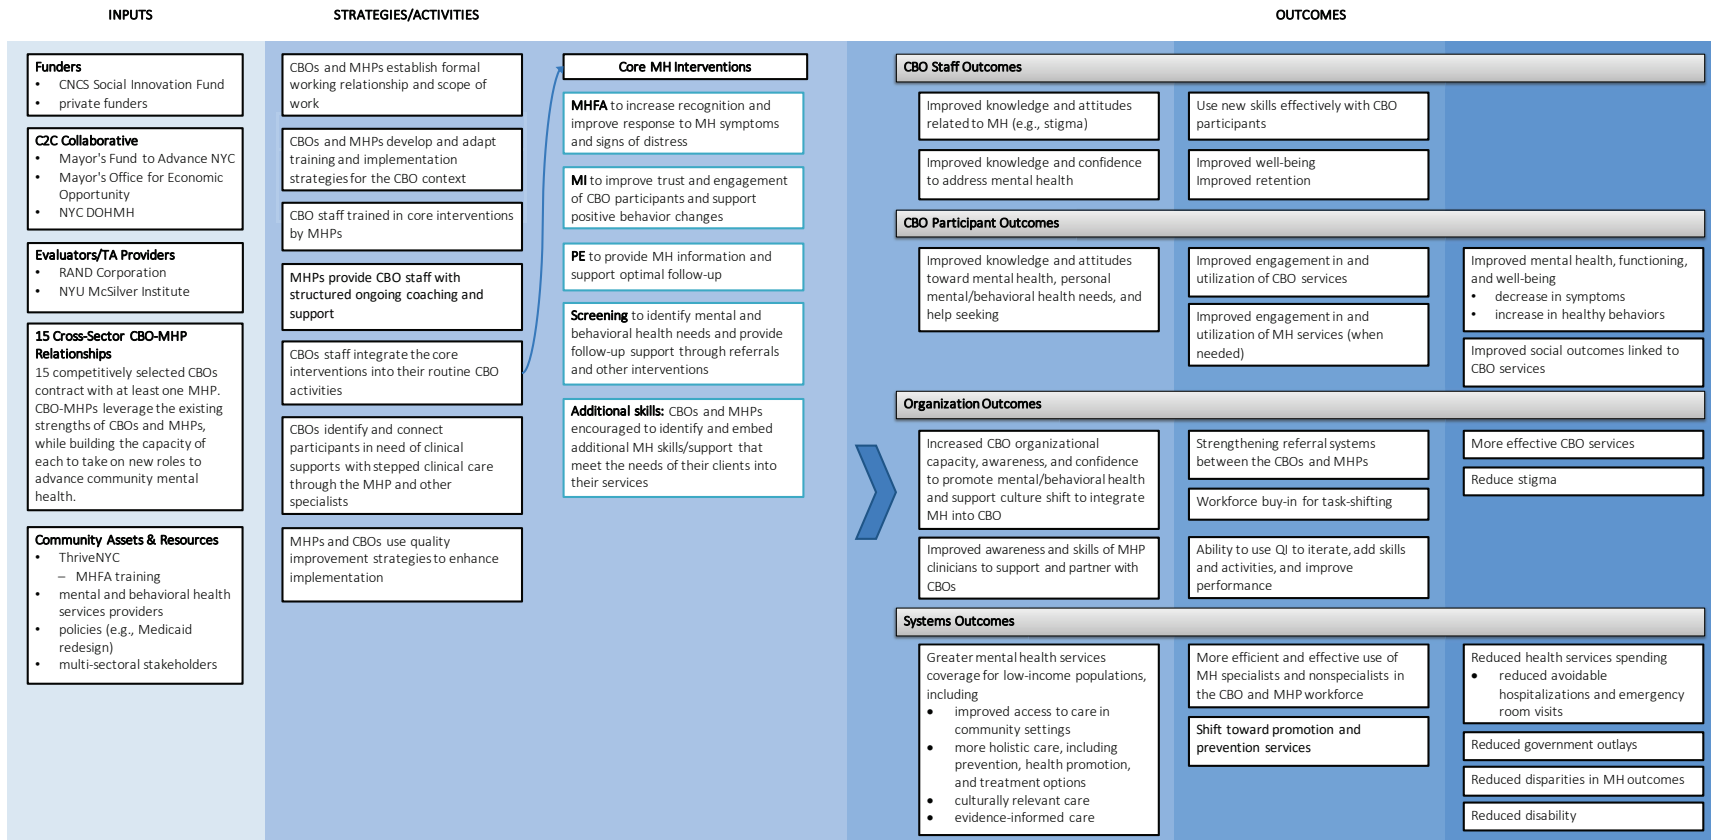 INPUTS
STRATEGIES/ACTIVITIES
OUTCOMES
Funders
• CNCS Social Innovation Fund
• private funders
C2C Collaborative
• Mayor's Fund to Advance NYC
• Mayor's Office for Economic
Opportunity
• NYC DOHMH
Evaluators/TA Providers
• RAND Corporation
• NYU McSilver Institute
15 Cross-Sector CBO-MHP
Relationships
15 competitively selected CBOs
contract with at least one MHP.
CBO-MHPs leverage the existing
strengths of CBOs and MHPs,
while building the capacity of
each to take on new roles to
advance community mental
health.
Community Assets & Resources
• ThriveNYC
– MHFA training
• mental and behavioral health
services providers
• policies (e.g., Medicaid
redesign)
• multi-sectoral stakeholders
CBOs and MHPs establish formal
working relationship and scope of
work
CBOs and MHPs develop and adapt
training and implementation
strategies for the CBO context
CBO staff trained in core interventions
by MHPs
MHPs provide CBO staff with
structured ongoing coaching and
support
CBOs staff integrate the core
interventions into their routine CBO
activities
CBOs identify and connect
participants in need of clinical
supports with stepped clinical care
through the MHP and other
specialists
MHPs and CBOs use quality
improvement strategies to enhance
implementation
Core MH Interventions
MHFA to increase recognition and
improve response to MH symptoms
and signs of distress
MI to improve trust and engagement
of CBO participants and support
positive behavior changes
PE to provide MH information and
support optimal follow-up
Screening to identify mental and
behavioral health needs and provide
follow-up support through referrals
and other interventions
Additional skills: CBOs and MHPs
encouraged to identify and embed
additional MH skills/support that
meet the needs of their clients into
their services
CBO Staff Outcomes
Improved knowledge and attitudes
related to MH (e.g., stigma)
Improved knowledge and confidence
to address mental health
Use new skills effectively with CBO
participants
Improved well-being
Improved retention
CBO Participant Outcomes
Improved knowledge and attitudes
toward mental health, personal
mental/behavioral health needs, and
help seeking
Improved engagement in and
utilization of CBO services
Improved engagement in and
utilization of MH services (when
needed)
Improved mental health, functioning,
and well-being
• decrease in symptoms
• increase in healthy behaviors
Improved social outcomes linked to
CBO services
Organization Outcomes
Increased CBO organizational
capacity, awareness, and confidence
to promote mental/behavioral health
and support culture shift to integrate
MH into CBO
Improved awareness and skills of MHP
clinicians to support and partner with
CBOs
Strengthening referral systems
between the CBOs and MHPs
Workforce buy-in for task-shifting
Ability to use QI to iterate, add skills
and activities, and improve
performance
More effective CBO services
Reduce stigma
Systems Outcomes
Greater mental health services
coverage for low-income populations,
including
• improved access to care in
community settings
• more holistic care, including
prevention, health promotion,
and treatment options
• culturally relevant care
• evidence-informed care
More efficient and effective use of
MH specialists and nonspecialists in
the CBO and MHP workforce
Shift toward promotion and
prevention services
Reduced health services spending
• reduced avoidable
hospitalizations and emergency
room visits
Reduced government outlays
Reduced disparities in MH outcomes
Reduced disability